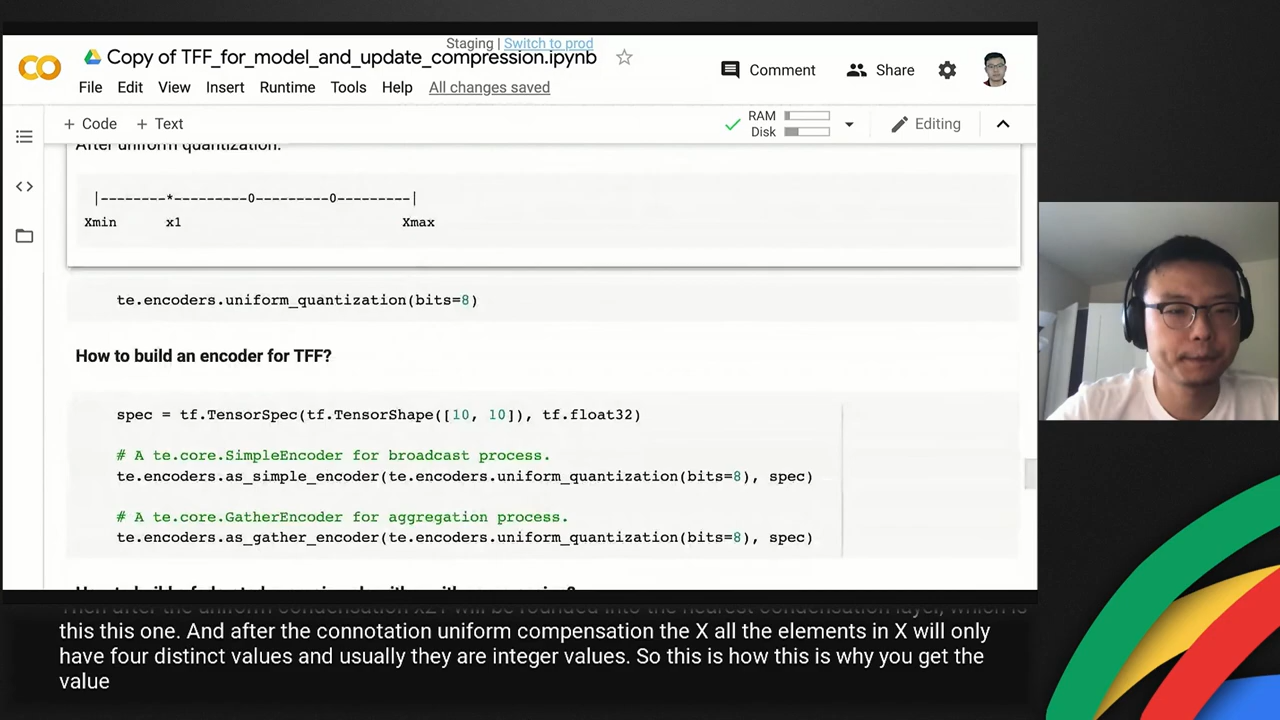 Staging | Switch to prod
Copy of TFF_for_model_and_update_compression.ipynb
Comment
Share
File Edit View Insert Runtime Tools Help All changes saved
+ Code + Text
RAM
Disk
Editing
After uniform quantization:
|--------*---------0---------0---------|
Xmin x1 Xmax
te.encoders.uniform_quantization(bits=8)
How to build an encoder for TFF?
spec = tf.TensorSpec(tf.TensorShape([10, 10]), tf.float32)
# A te.core.SimpleEncoder for broadcast process.
te.encoders.as_simple_encoder(te.encoders.uniform_quantization(bits=8), spec)
# A te.core.GatherEncoder for aggregation process.
te.encoders.as_gather_encoder(te.encoders.uniform_quantization(bits=8), spec)
this this one. And after the connotation uniform compensation the X all the elements in X will only
have four distinct values and usually they are integer values. So this is how this is why you get the
value